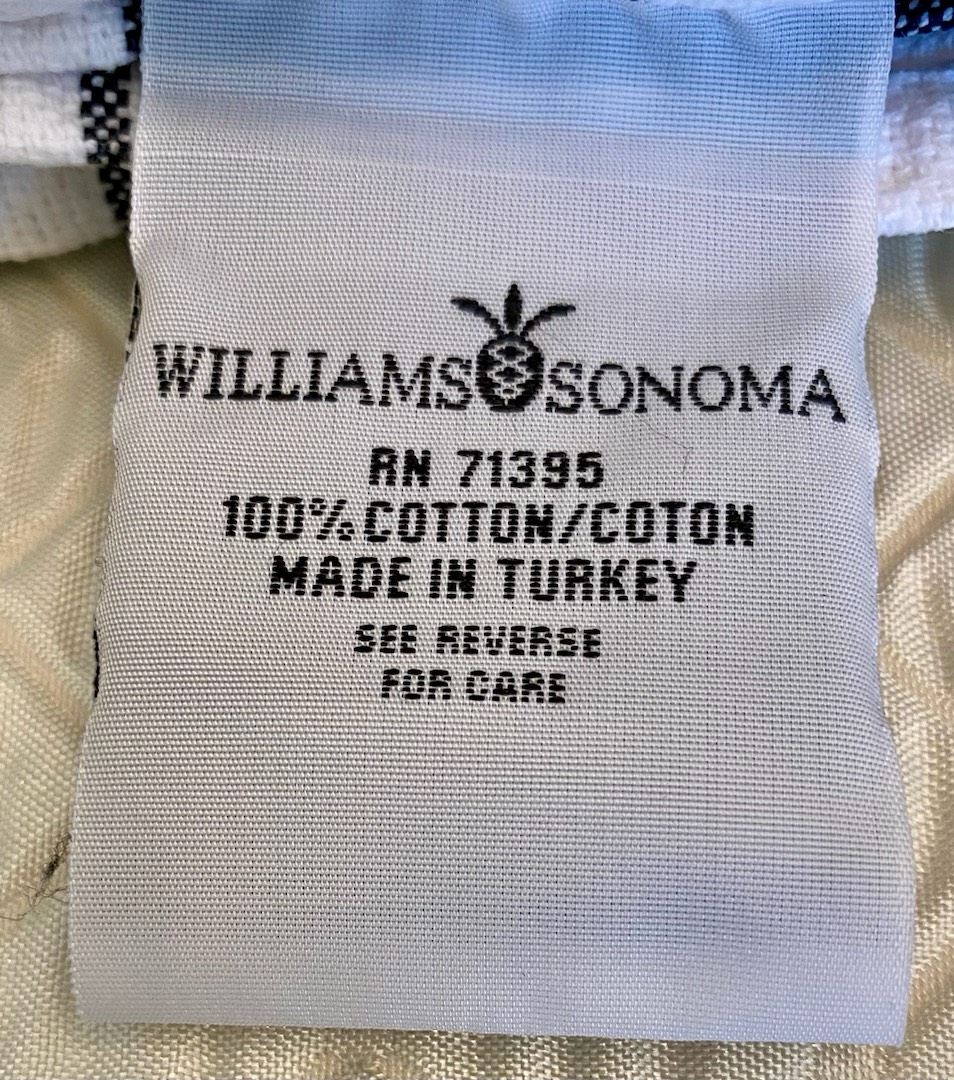 WILLIAMS SONOMA
RN 71395
100% COTTON/COTON
MADE IN TURKEY
SEE REVERSE
FOR CARE